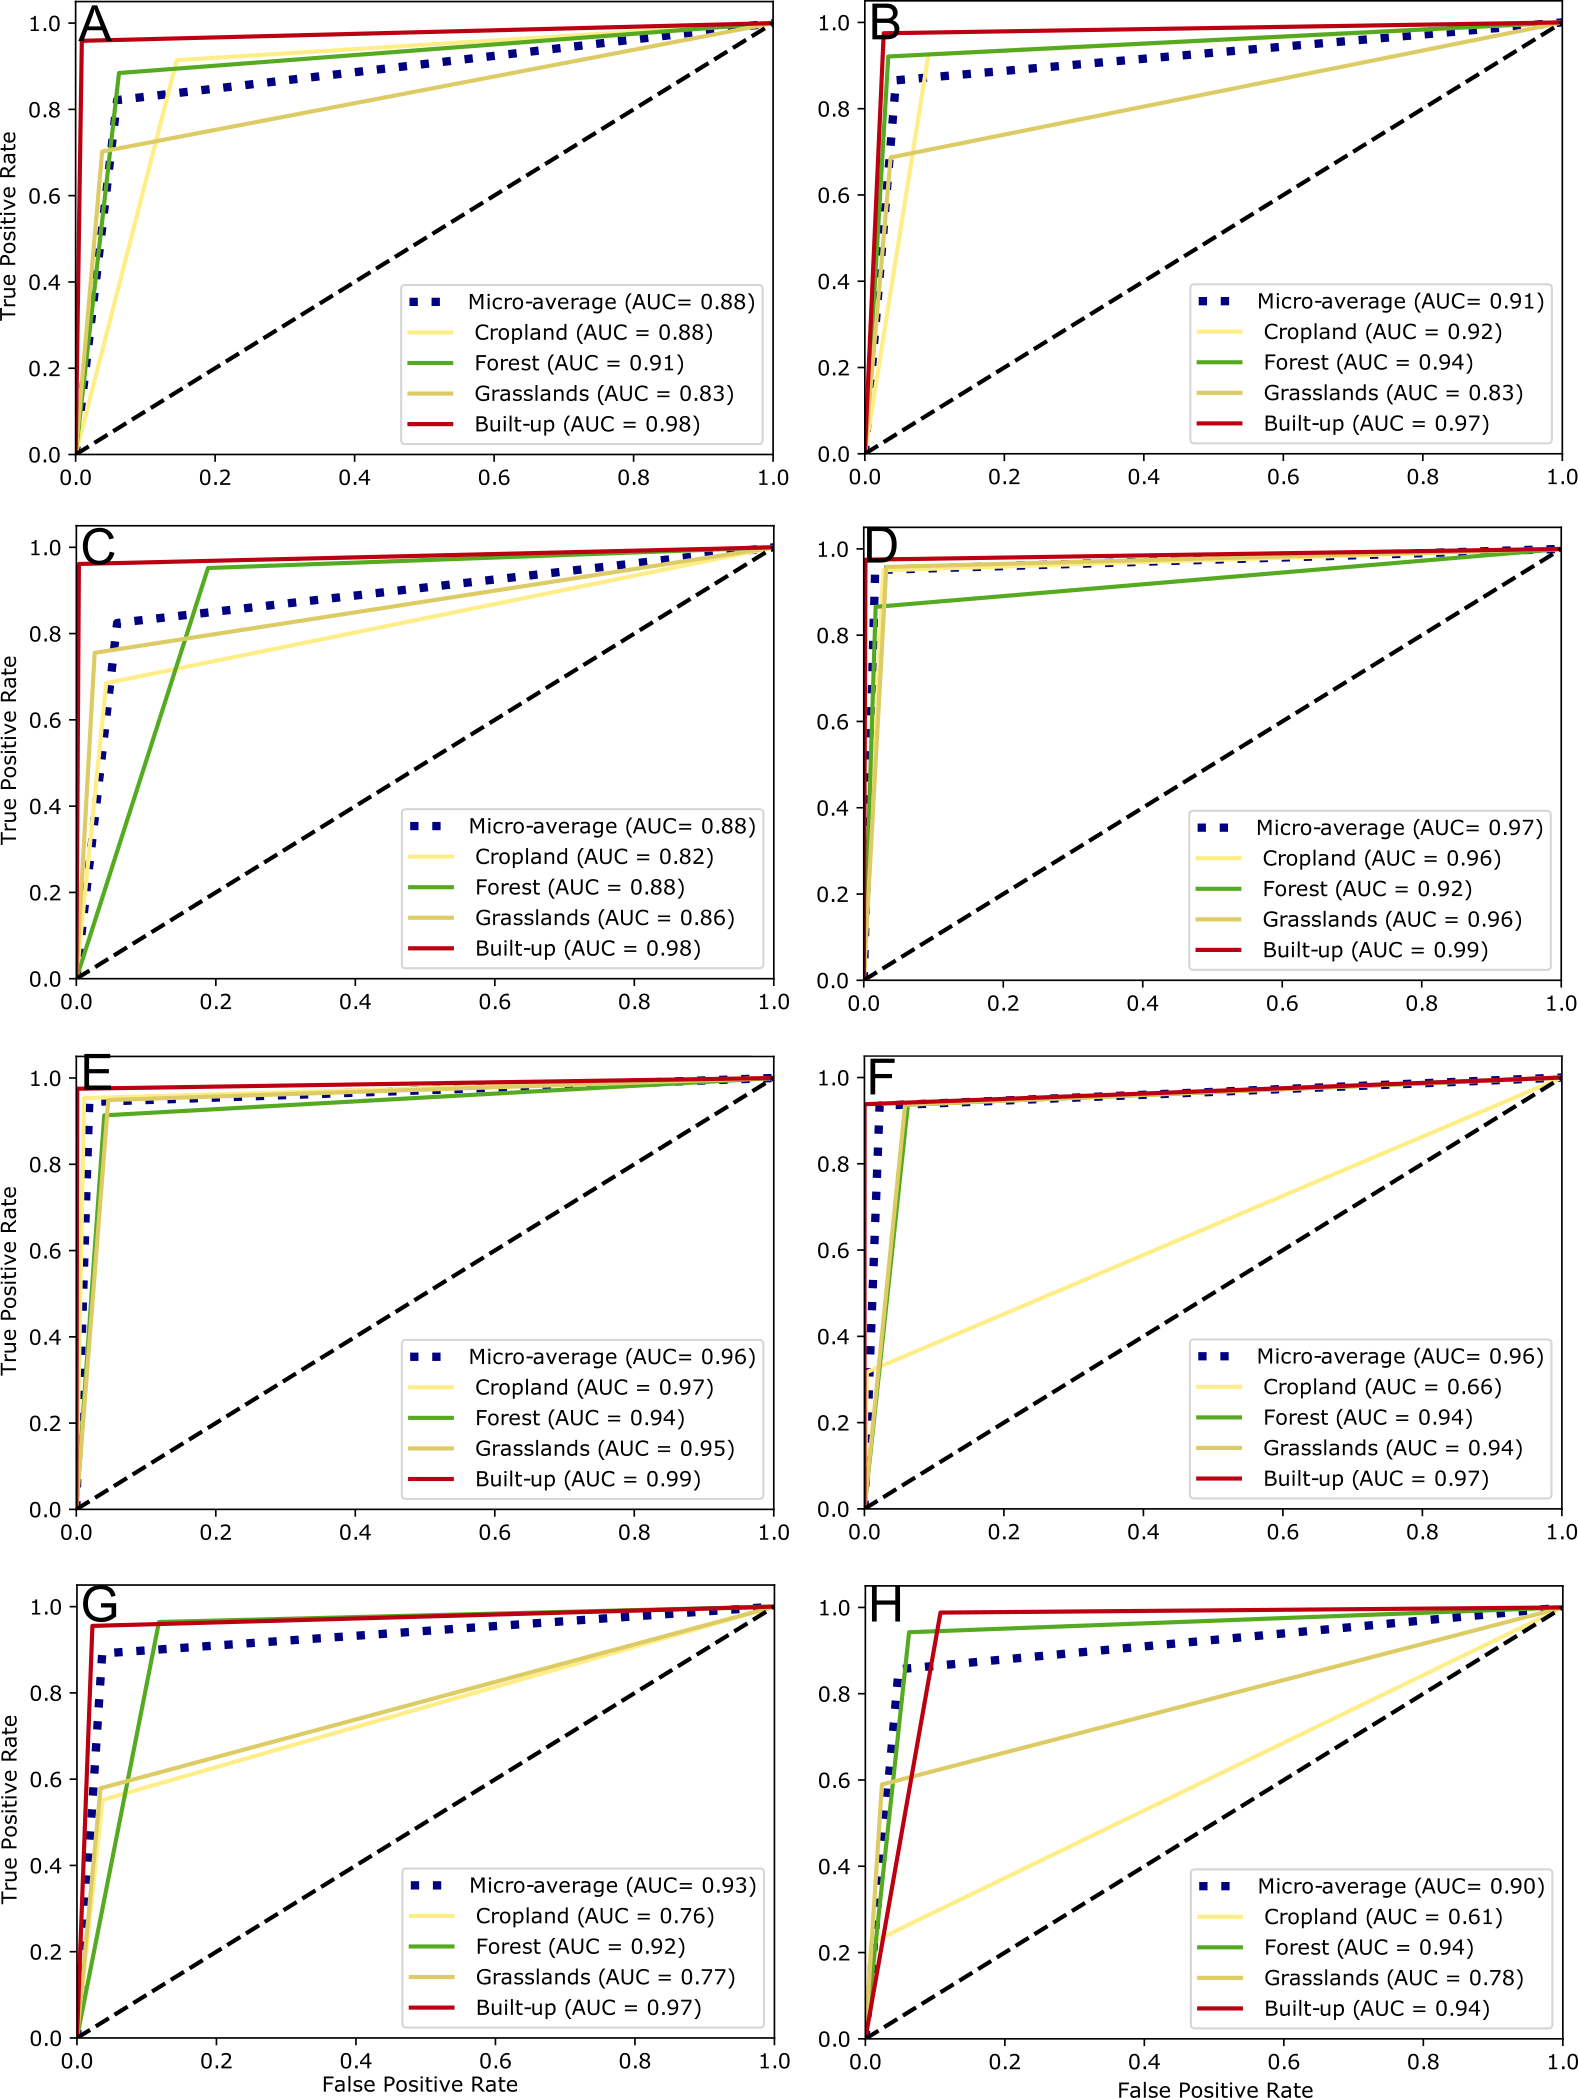 A
1.0
0.8
0.6
0.4
0.2
0.0
True Positive Rate
Micro-average (AUC= 0.88)
Cropland (AUC = 0.88)
Forest (AUC = 0.91)
Grasslands (AUC = 0.83)
Built-up (AUC = 0.98)
0.0 0.2 0.4 0.6 0.8 1.0
B
1.0
0.8
0.6
0.4
0.2
0.0
Micro-average (AUC= 0.91)
Cropland (AUC = 0.92)
Forest (AUC = 0.94)
Grasslands (AUC = 0.83)
Built-up (AUC = 0.97)
0.0 0.2 0.4 0.6 0.8 1.0
C
1.0
0.8
0.6
0.4
0.2
0.0
True Positive Rate
Micro-average (AUC= 0.88)
Cropland (AUC = 0.82)
Forest (AUC = 0.88)
Grasslands (AUC = 0.86)
Built-up (AUC = 0.98)
0.0 0.2 0.4 0.6 0.8 1.0
D
1.0
0.8
0.6
0.4
0.2
0.0
Micro-average (AUC= 0.97)
Cropland (AUC = 0.96)
Forest (AUC = 0.92)
Grasslands (AUC = 0.96)
Built-up (AUC = 0.99)
0.0 0.2 0.4 0.6 0.8 1.0
E
1.0
0.8
0.6
0.4
0.2
0.0
True Positive Rate
Micro-average (AUC= 0.96)
Cropland (AUC = 0.97)
Forest (AUC = 0.94)
Grasslands (AUC = 0.95)
Built-up (AUC = 0.99)
0.0 0.2 0.4 0.6 0.8 1.0
F
1.0
0.8
0.6
0.4
0.2
0.0
Micro-average (AUC= 0.96)
Cropland (AUC = 0.66)
Forest (AUC = 0.94)
Grasslands (AUC = 0.94)
Built-up (AUC = 0.97)
0.0 0.2 0.4 0.6 0.8 1.0
G
1.0
0.8
0.6
0.4
0.2
0.0
True Positive Rate
Micro-average (AUC= 0.93)
Cropland (AUC = 0.76)
Forest (AUC = 0.92)
Grasslands (AUC = 0.77)
Built-up (AUC = 0.97)
0.0 0.2 0.4 0.6 0.8 1.0
False Positive Rate
H
1.0
0.8
0.6
0.4
0.2
0.0
Micro-average (AUC= 0.90)
Cropland (AUC = 0.61)
Forest (AUC = 0.94)
Grasslands (AUC = 0.78)
Built-up (AUC = 0.94)
0.0 0.2 0.4 0.6 0.8 1.0
False Positive Rate